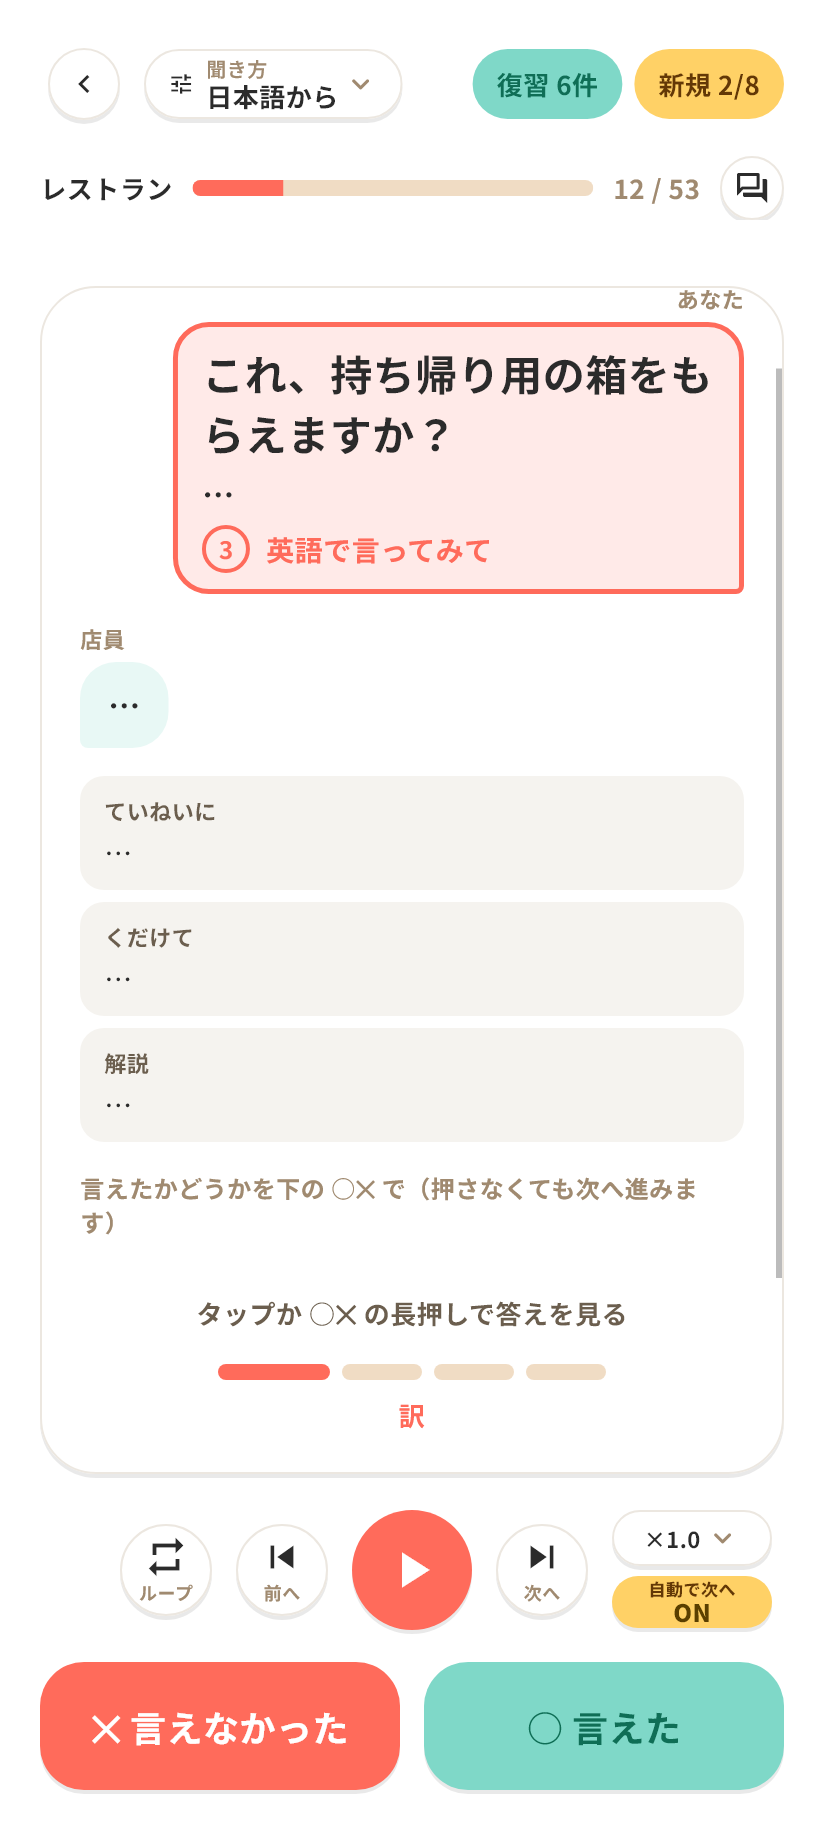 聞き方
日本語から
復習 6件
新規 2/8
レストラン
12 / 53
あなた
これ、持ち帰り用の箱をも
らえますか？
…
3 英語で言ってみて
店員
…
ていねいに
…
くだけて
…
解説
…
言えたかどうかを下の ○✕ で（押さなくても次へ進みま
す）
タップか ○✕ の長押しで答えを見る
訳
ループ
前へ
次へ
×1.0
自動で次へ
ON
✕ 言えなかった
○ 言えた